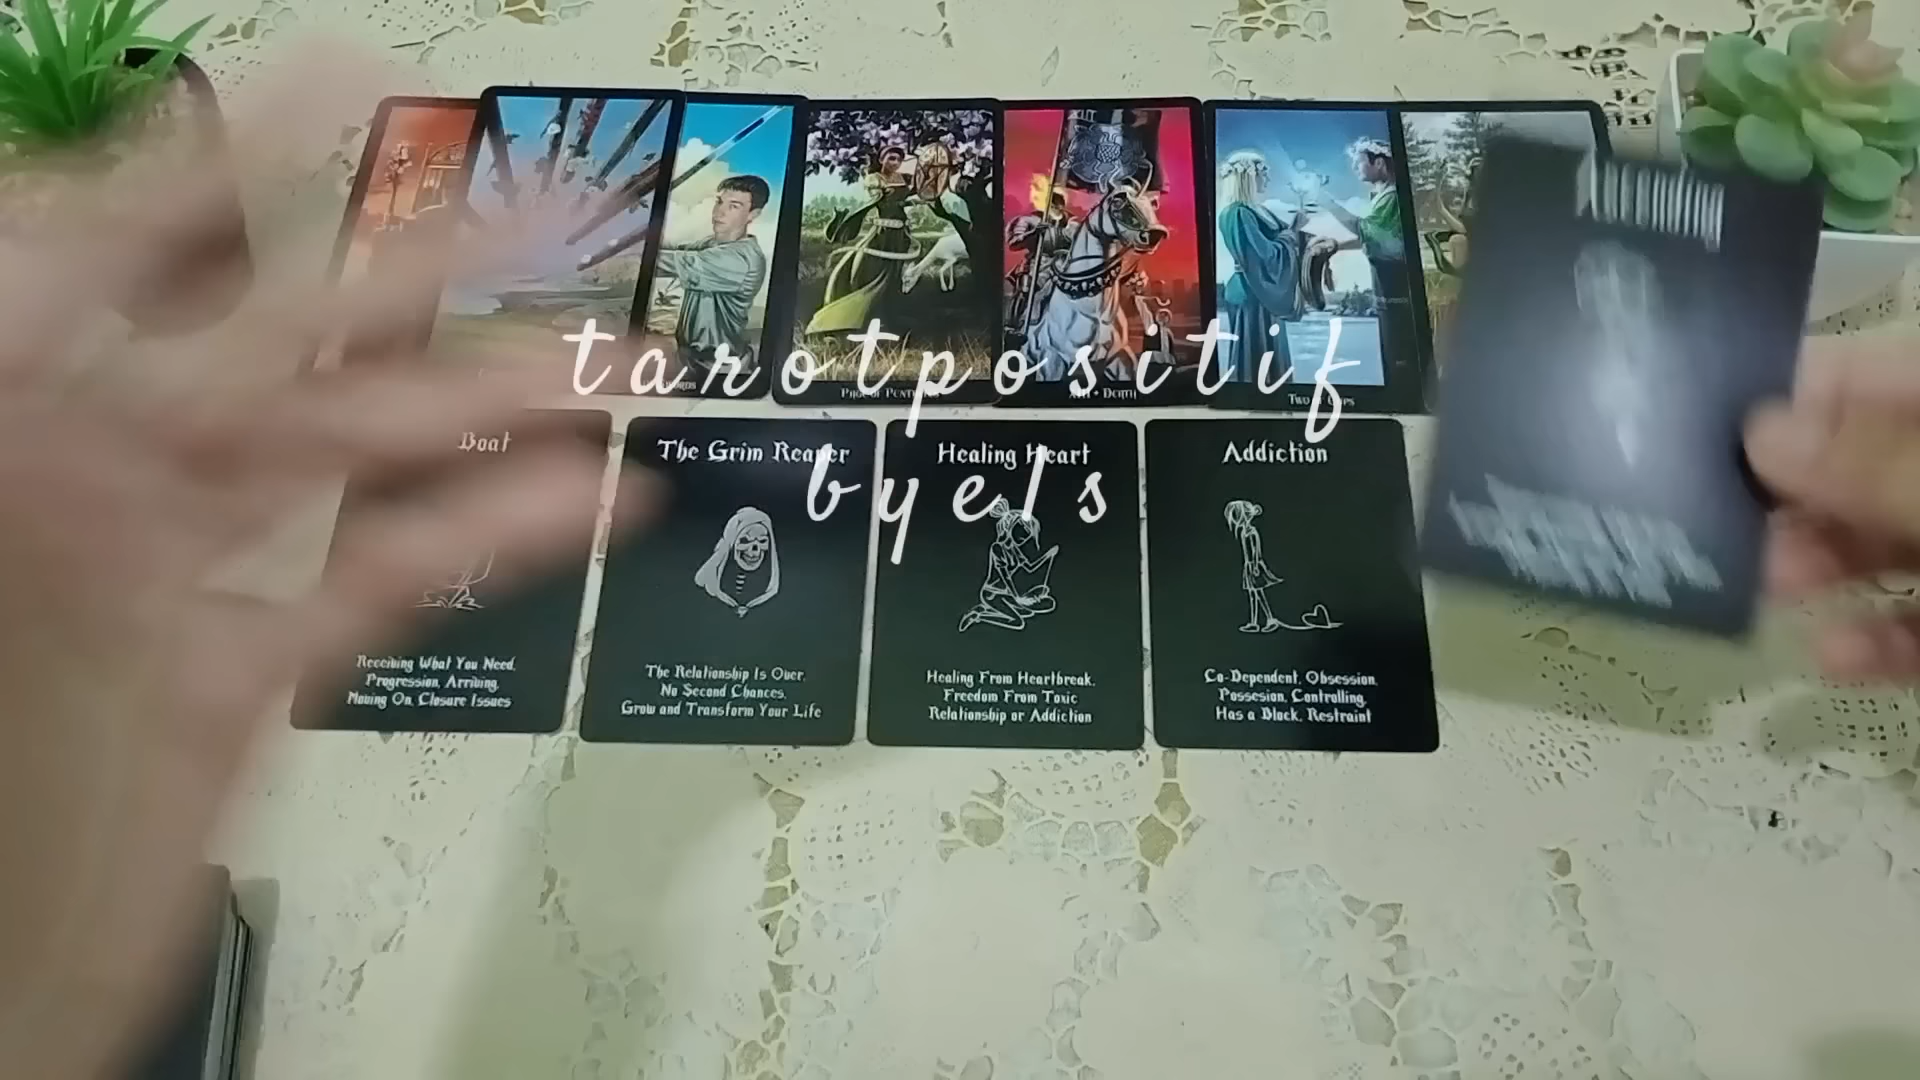 PAGE OF
XIII • DEATH
TWO OF CUPS
tarotpositif
byels
Boat
Receiving What You Need,
Progression, Arriving,
Moving On, Closure Issues
The Grim Reaper
The Relationship Is Over,
No Second Chances,
Grow and Transform Your Life
Healing Heart
Healing From Heartbreak,
Freedom From Toxic
Relationship or Addiction
Addiction
Co-Dependent, Obsession,
Possesion, Controlling,
Has a Block, Restraint